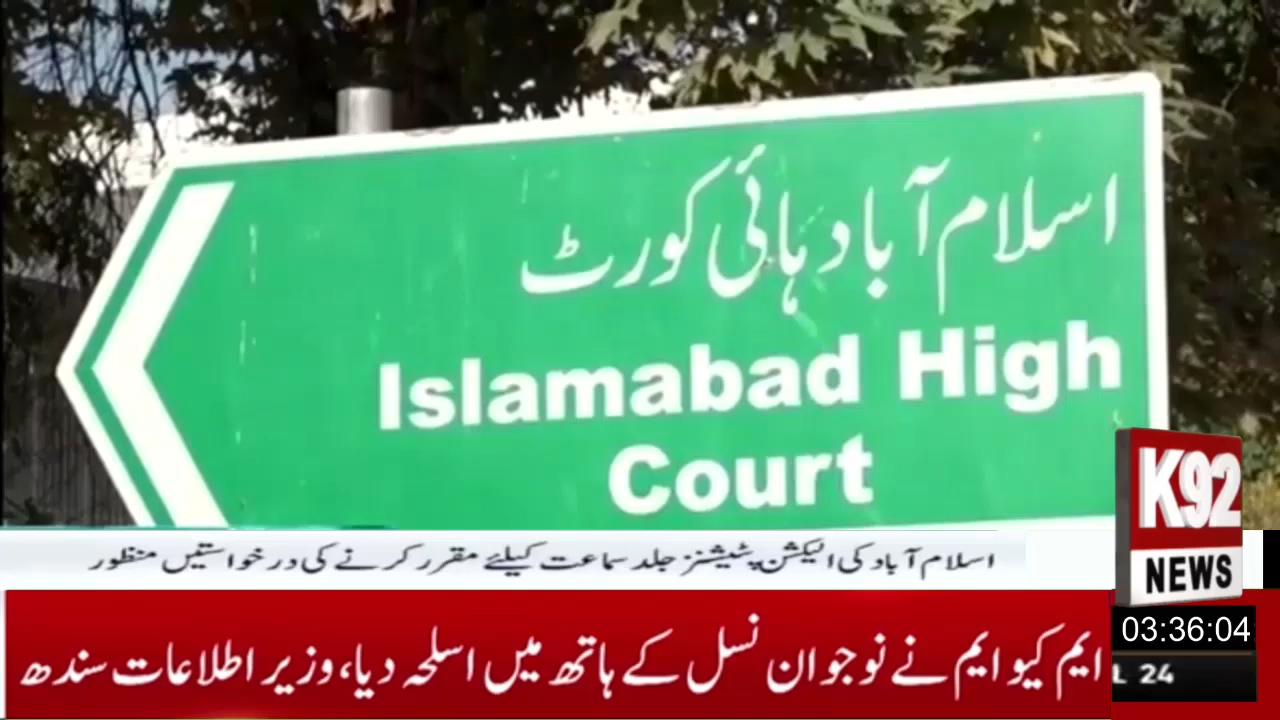 اسلام آباد ہائی کورٹ
Islamabad High
Court
اسلام آباد کی الیکشن پٹیشنز جلد سماعت کیلئے مقرر کرنے کی درخواستیں منظور
K92
NEWS
ایم کیو ایم نے نوجوان نسل کے ہاتھ میں اسلحہ دیا، وزیر اطلاعات سندھ
03:36:04
L 24